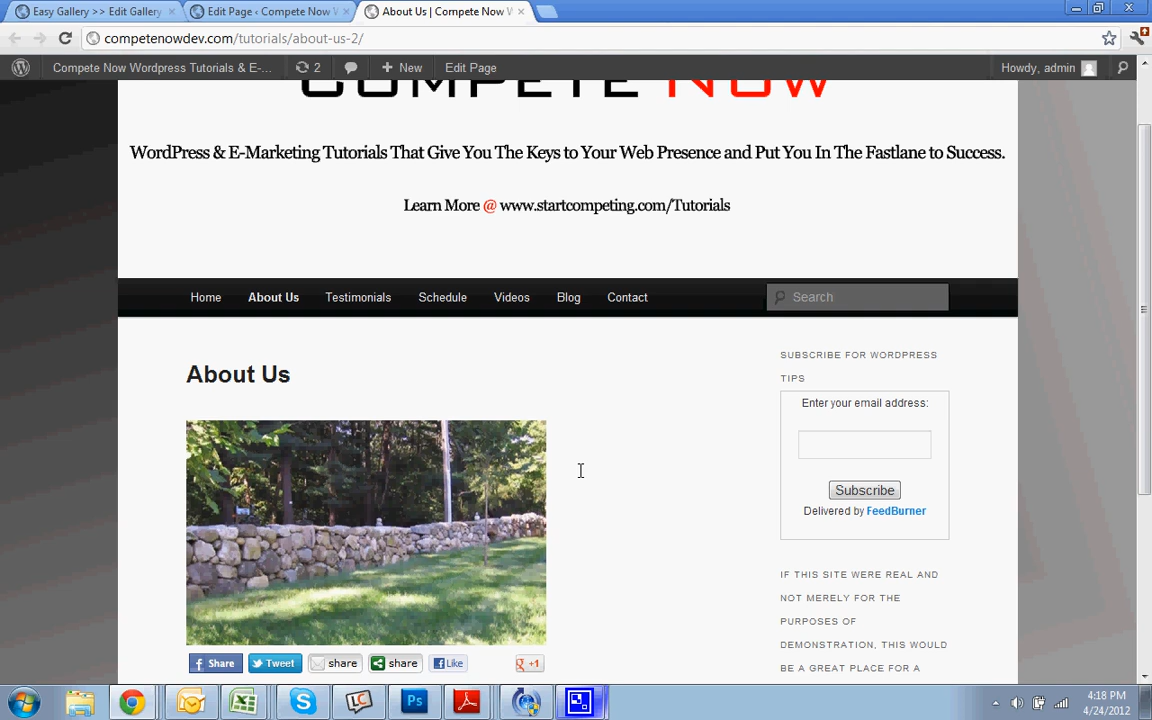 Easy Gallery >> Edit Gallery
Edit Page ‹ Compete Now W
About Us | Compete Now W
competenowdev.com/tutorials/about-us-2/
Compete Now Wordpress Tutorials & E-...
2
New
Edit Page
Howdy, admin
COMPETE NOW
WordPress & E-Marketing Tutorials That Give You The Keys to Your Web Presence and Put You In The Fastlane to Success.
Learn More @ www.startcompeting.com/Tutorials
Home
About Us
Testimonials
Schedule
Videos
Blog
Contact
Search
About Us
SUBSCRIBE FOR WORDPRESS
TIPS
Enter your email address:
Subscribe
Delivered by FeedBurner
IF THIS SITE WERE REAL AND
NOT MERELY FOR THE
PURPOSES OF
DEMONSTRATION, THIS WOULD
BE A GREAT PLACE FOR A
f Share
Tweet
share
share
f Like
g +1
Ps
4:18 PM
4/24/2012